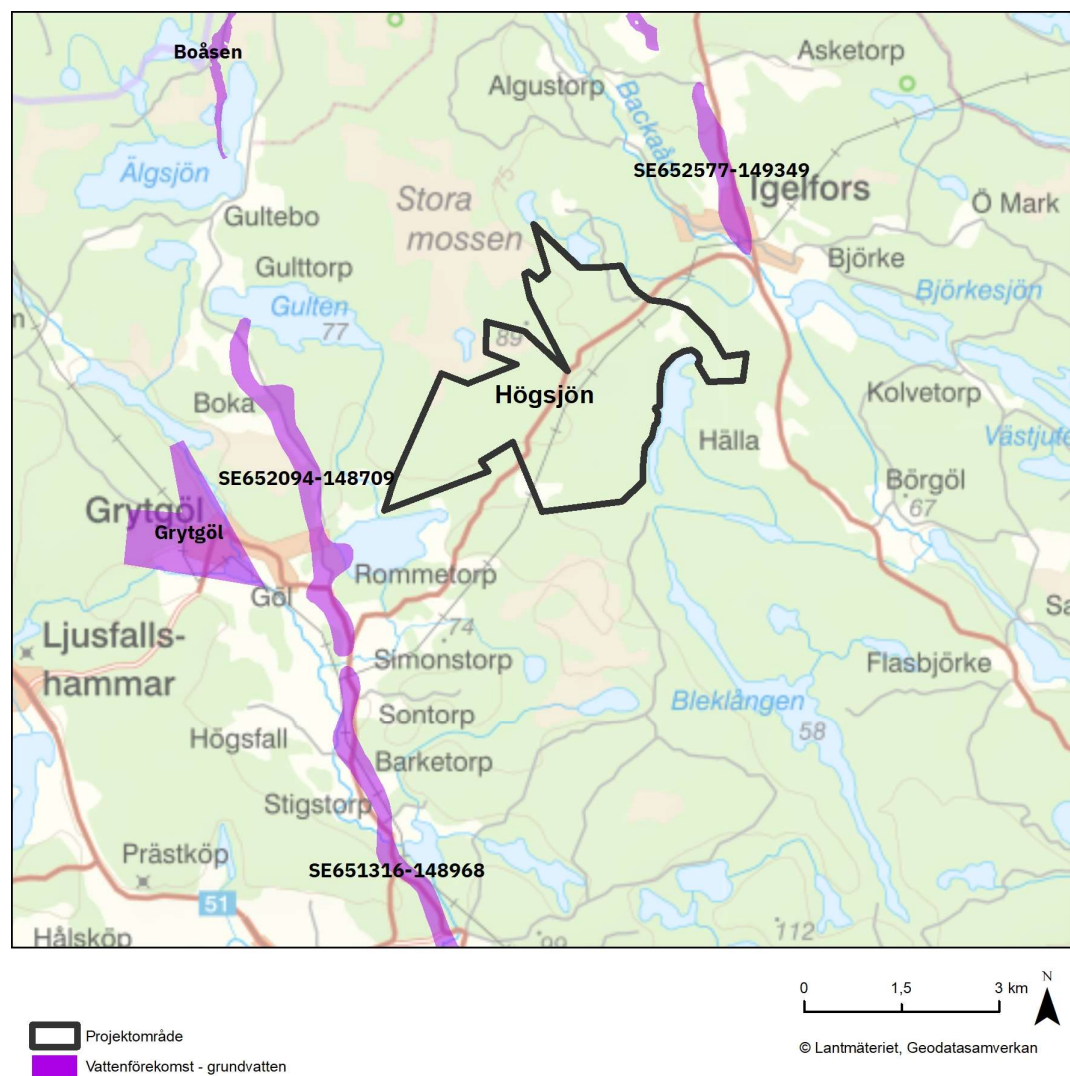 Boåsen
Asketorp
Algustorp
Backaån
SE652577-149349
Älgsjön
Igelfors
Stora
mossen
75
Ö Mark
Gultebo
Gulttorp
Björke
Gulten
77
Björkesjön
89
Högsjön
Boka
Kolvetorp
Hälla
SE652094-148709
Börgöl
67
Grytgöl
Grytgöl
Göl
Rommetorp
74
Ljusfalls-
hammar
Simonstorp
Flasbjörke
Sontorp
Bleklången
58
Högsfall
Barketorp
Stigstorp
Prästköp
SE651316-148968
51
Hålsköp
112
N
0 1,5 3 km
© Lantmäteriet, Geodatasamverkan
Projektområde
Vattenförekomst - grundvatten